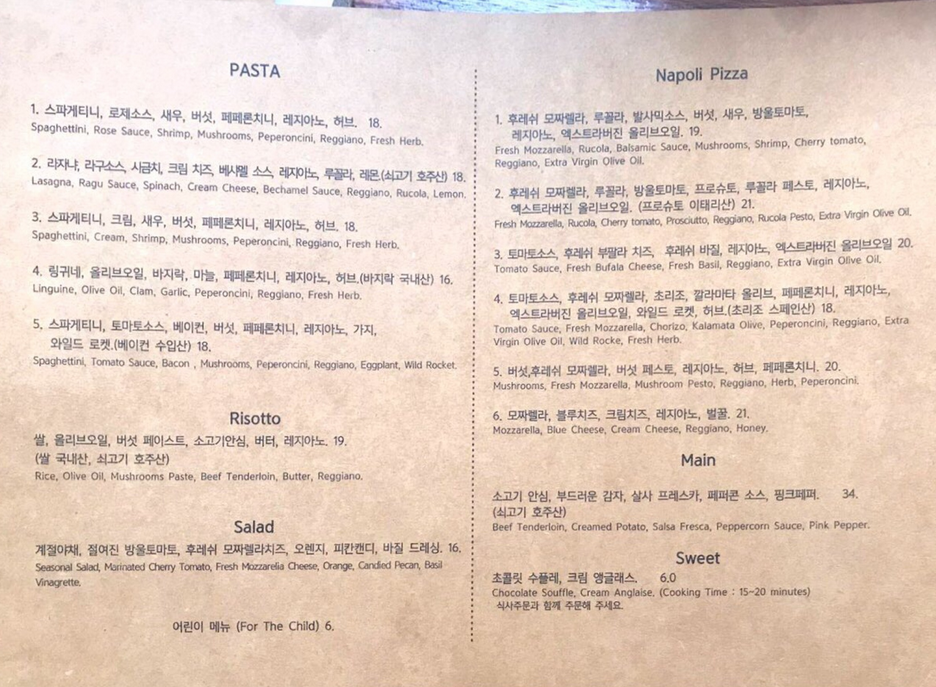 PASTA
1. 스파게티니, 로제소스, 새우, 버섯, 페페론치니, 레지아노, 허브. 18.
Spaghettini, Rose Sauce, Shrimp, Mushrooms, Peperoncini, Reggiano, Fresh Herb.
2. 라자냐, 라구소스, 시금치, 크림 치즈, 베샤멜 소스, 레지아노, 루꼴라, 레몬.(쇠고기 호주산) 18.
Lasagna, Ragu Sauce, Spinach, Cream Cheese, Bechamel Sauce, Reggiano, Rucola, Lemon.
3. 스파게티니, 크림, 새우, 버섯, 페페론치니, 레지아노, 허브. 18.
Spaghettini, Cream, Shrimp, Mushrooms, Peperoncini, Reggiano, Fresh Herb.
4. 링귀네, 올리브오일, 바지락, 마늘, 페페론치니, 레지아노, 허브.(바지락 국내산) 16.
Linguine, Olive Oil, Clam, Garlic, Peperoncini, Reggiano, Fresh Herb.
5. 스파게티니, 토마토소스, 베이컨, 버섯, 페페론치니, 레지아노, 가지,
와일드 로켓.(베이컨 수입산) 18.
Spaghettini, Tomato Sauce, Bacon , Mushrooms, Peperoncini, Reggiano, Eggplant, Wild Rocket.
Risotto
쌀, 올리브오일, 버섯 페이스트, 소고기안심, 버터, 레지아노. 19.
(쌀 국내산, 쇠고기 호주산)
Rice, Olive Oil, Mushrooms Paste, Beef Tenderloin, Butter, Reggiano.
Salad
계절야채, 절여진 방울토마토, 후레쉬 모짜렐라치즈, 오렌지, 피칸캔디, 바질 드레싱. 16.
Seasonal Salad, Marinated Cherry Tomato, Fresh Mozzarella Cheese, Orange, Candied Pecan, Basil
Vinagrette.
어린이 메뉴 (For The Child) 6.
Napoli Pizza
1. 후레쉬 모짜렐라, 루꼴라, 발사믹소스, 버섯, 새우, 방울토마토,
레지아노, 엑스트라버진 올리브오일. 19.
Fresh Mozzarella, Rucola, Balsamic Sauce, Mushrooms, Shrimp, Cherry tomato,
Reggiano, Extra Virgin Olive Oil.
2. 후레쉬 모짜렐라, 루꼴라, 방울토마토, 프로슈토, 루꼴라 페스토, 레지아노,
엑스트라버진 올리브오일. (프로슈토 이태리산) 21.
Fresh Mozzarella, Rucola, Cherry tomato, Prosciutto, Reggiano, Rucola Pesto, Extra Virgin Olive Oil.
3. 토마토소스, 후레쉬 부팔라 치즈, 후레쉬 바질, 레지아노, 엑스트라버진 올리브오일 20.
Tomato Sauce, Fresh Bufala Cheese, Fresh Basil, Reggiano, Extra Virgin Olive Oil.
4. 토마토소스, 후레쉬 모짜렐라, 초리조, 깔라마타 올리브, 페페론치니, 레지아노,
엑스트라버진 올리브오일, 와일드 로켓, 허브.(초리조 스페인산) 18.
Tomato Sauce, Fresh Mozzarella, Chorizo, Kalamata Olive, Peperoncini, Reggiano, Extra
Virgin Olive Oil, Wild Rocke, Fresh Herb.
5. 버섯,후레쉬 모짜렐라, 버섯 페스토, 레지아노, 허브, 페페론치니. 20.
Mushrooms, Fresh Mozzarella, Mushroom Pesto, Reggiano, Herb, Peperoncini.
6. 모짜렐라, 블루치즈, 크림치즈, 레지아노, 벌꿀. 21.
Mozzarella, Blue Cheese, Cream Cheese, Reggiano, Honey.
Main
소고기 안심, 부드러운 감자, 살사 프레스카, 페퍼콘 소스, 핑크페퍼. 34.
(쇠고기 호주산)
Beef Tenderloin, Creamed Potato, Salsa Fresca, Peppercorn Sauce, Pink Pepper.
Sweet
초콜릿 수플레, 크림 앵글래스. 6.0
Chocolate Souffle, Cream Anglaise. (Cooking Time : 15-20 minutes)
식사주문과 함께 주문해 주세요.